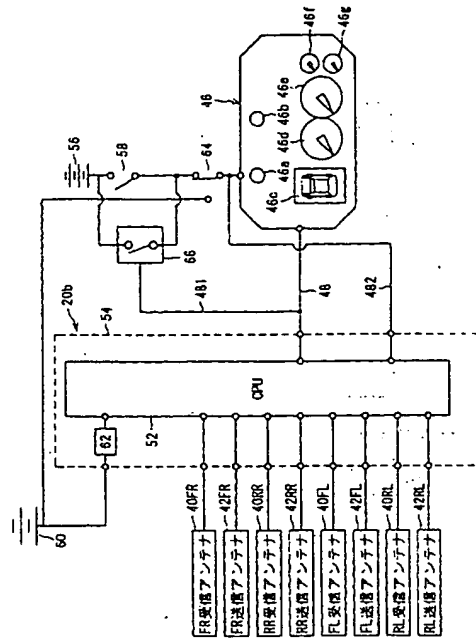 20b
60
62
52
54
CPU
56
58
64
66
46
46a
46b
46c
46d
46e
46f
46g
481
48
482
40FR
FR受信アンテナ
42FR
FR送信アンテナ
40RR
RR受信アンテナ
42RR
RR送信アンテナ
40FL
FL受信アンテナ
42FL
FL送信アンテナ
40RL
RL受信アンテナ
42RL
RL送信アンテナ